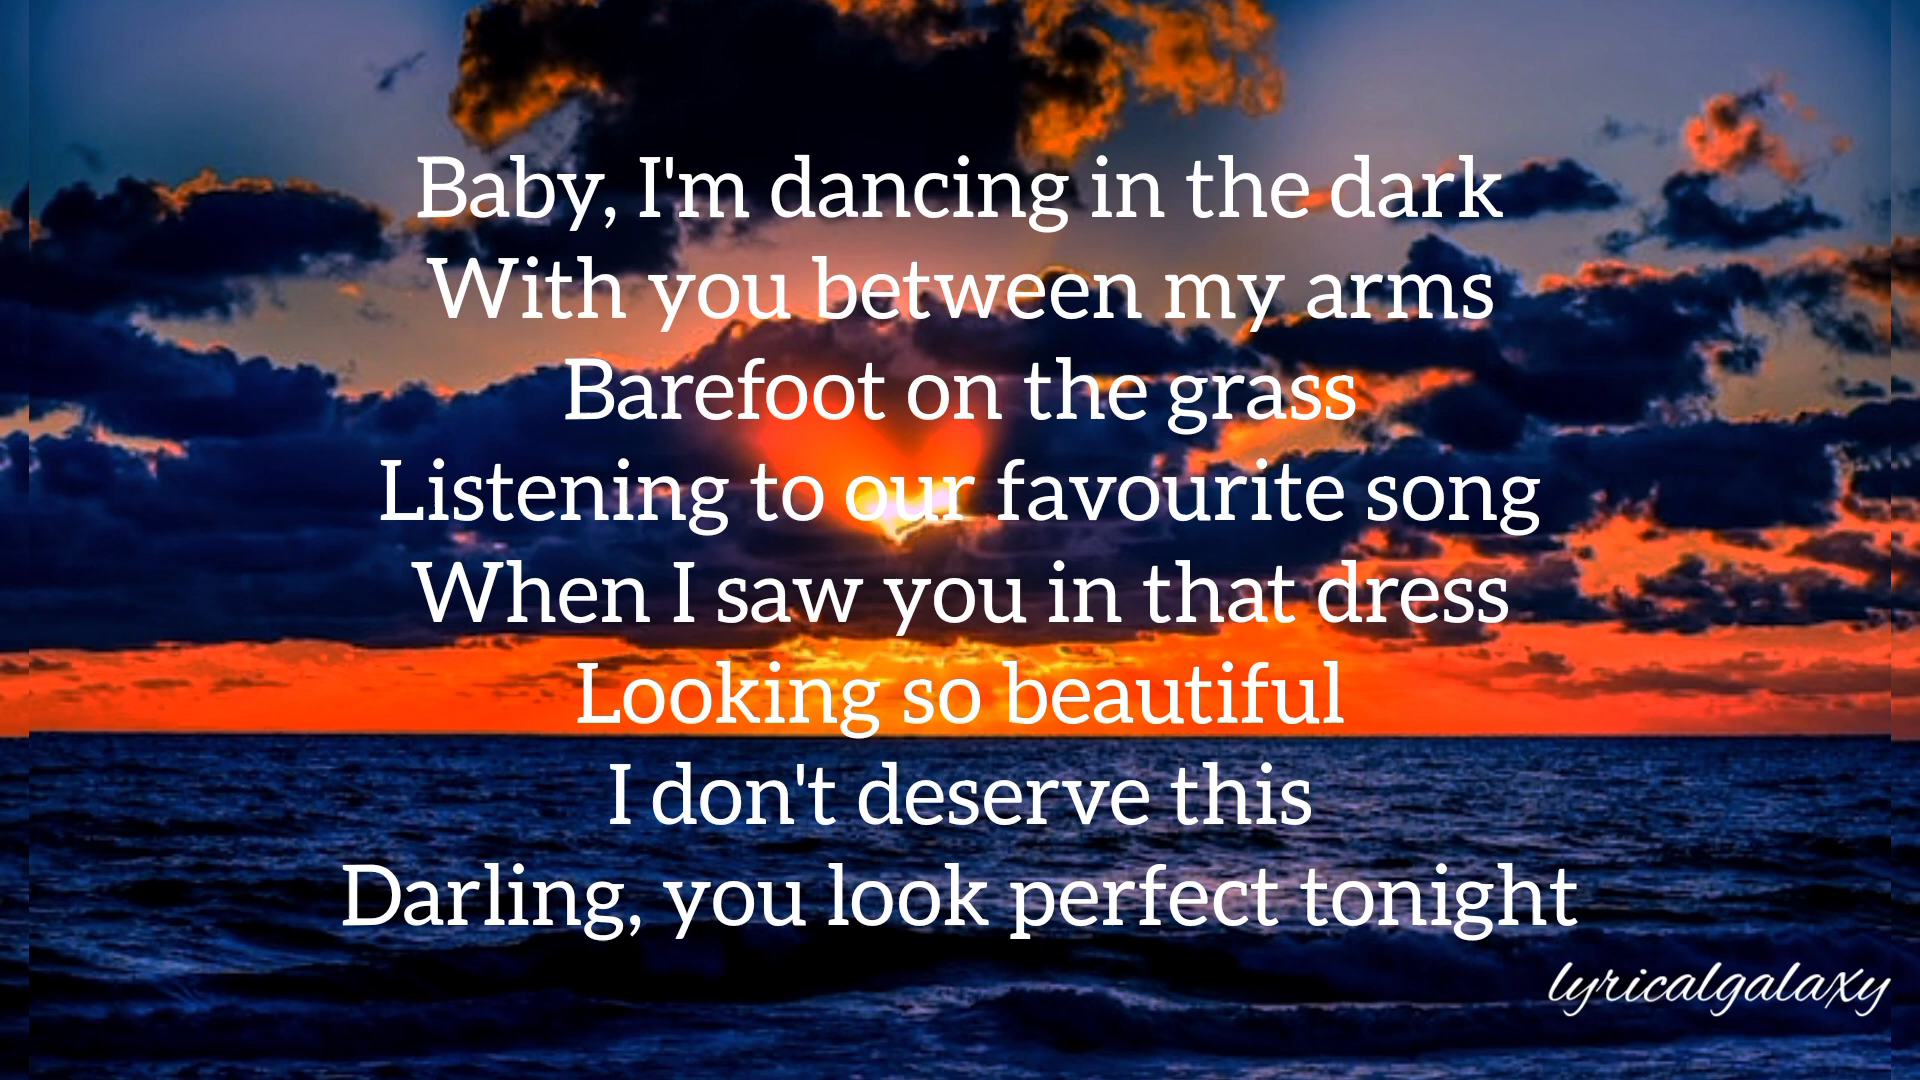 Baby, I'm dancing in the dark
With you between my arms
Barefoot on the grass
Listening to our favourite song
When I saw you in that dress
Looking so beautiful
I don't deserve this
Darling, you look perfect tonight
lyricalgalaxy